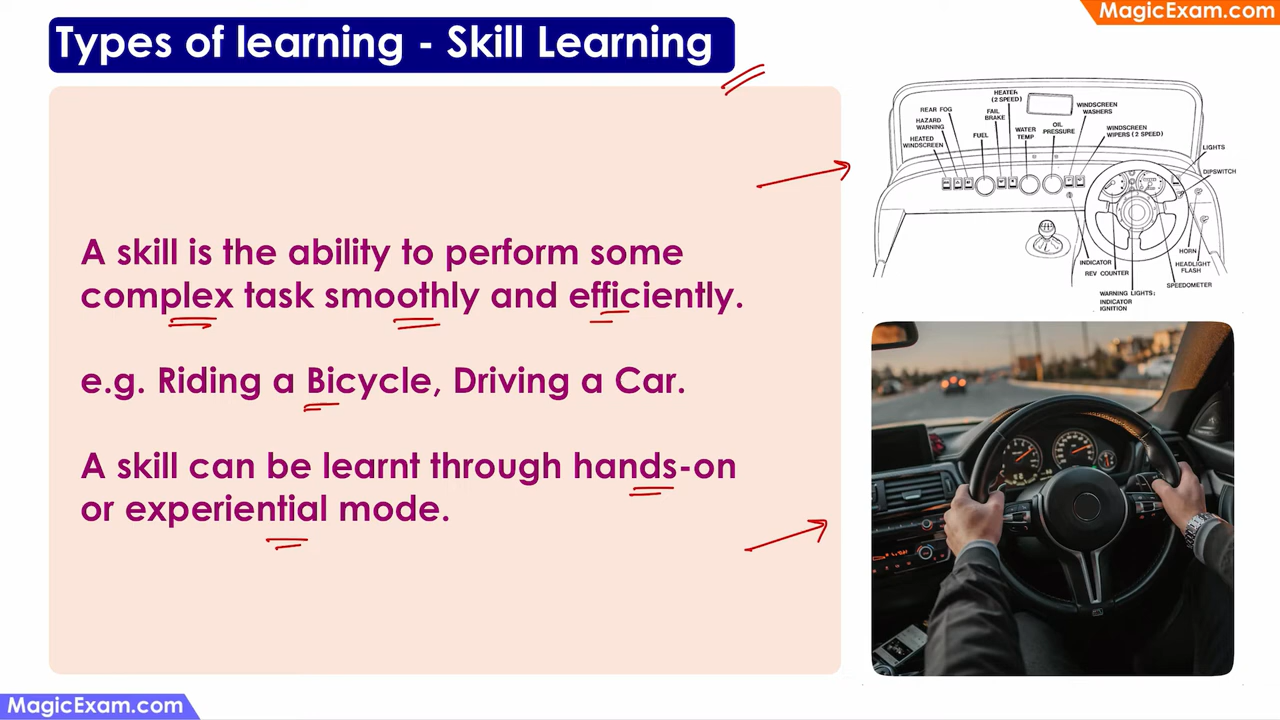 Types of learning - Skill Learning
MagicExam.com
A skill is the ability to perform some
complex task smoothly and efficiently.
e.g. Riding a Bicycle, Driving a Car.
A skill can be learnt through hands-on
or experiential mode.
HEATER
(2 SPEED)
REAR FOG
FAIL
BRAKE
WINDSCREEN
WASHERS
HAZARD
WARNING
HEATED
WINDSCREEN
FUEL
WATER
TEMP
OIL
PRESSURE
WINDSCREEN
WIPERS (2 SPEED)
LIGHTS
DIPSWITCH
HORN
INDICATOR
HEADLIGHT
FLASH
REV COUNTER
SPEEDOMETER
WARNING LIGHTS:
INDICATOR
IGNITION
MagicExam.com